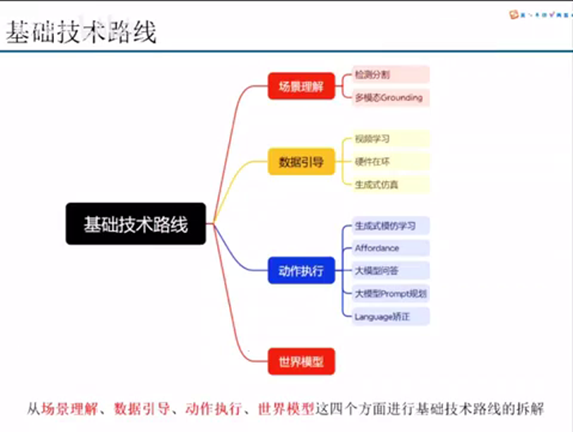 基础技术路线
场景理解
检测分割
多模态Grounding
数据引导
视频学习
硬件在环
生成式仿真
基础技术路线
动作执行
生成式模仿学习
Affordance
大模型问答
大模型Prompt规划
Language矫正
世界模型
从场景理解、数据引导、动作执行、世界模型这四个方面进行基础技术路线的拆解